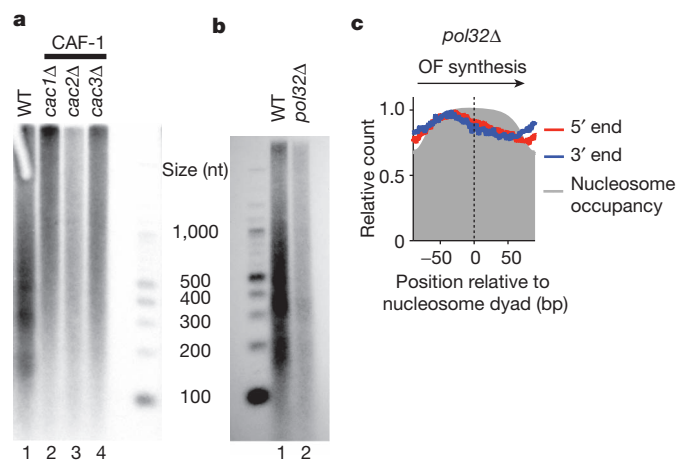 a
CAF-1
WT
cac1Δ
cac2Δ
cac3Δ
Size (nt)
1,000
500
400
300
200
100
1 2 3 4
b
WT
pol32Δ
1 2
c
pol32Δ
OF synthesis
Relative count
1.0
0.5
0
–50 0 50
Position relative to
nucleosome dyad (bp)
5′ end
3′ end
Nucleosome
occupancy